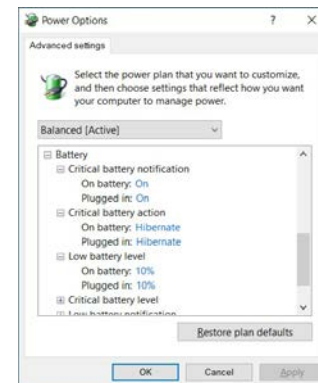 Power Options
Advanced settings
Select the power plan that you want to customize,
and then choose settings that reflect how you want
your computer to manage power.
Balanced [Active]
Battery
Critical battery notification
On battery: On
Plugged in: On
Critical battery action
On battery: Hibernate
Plugged in: Hibernate
Low battery level
On battery: 10%
Plugged in: 10%
Critical battery level
Low battery notification
Restore plan defaults
OK Cancel Apply